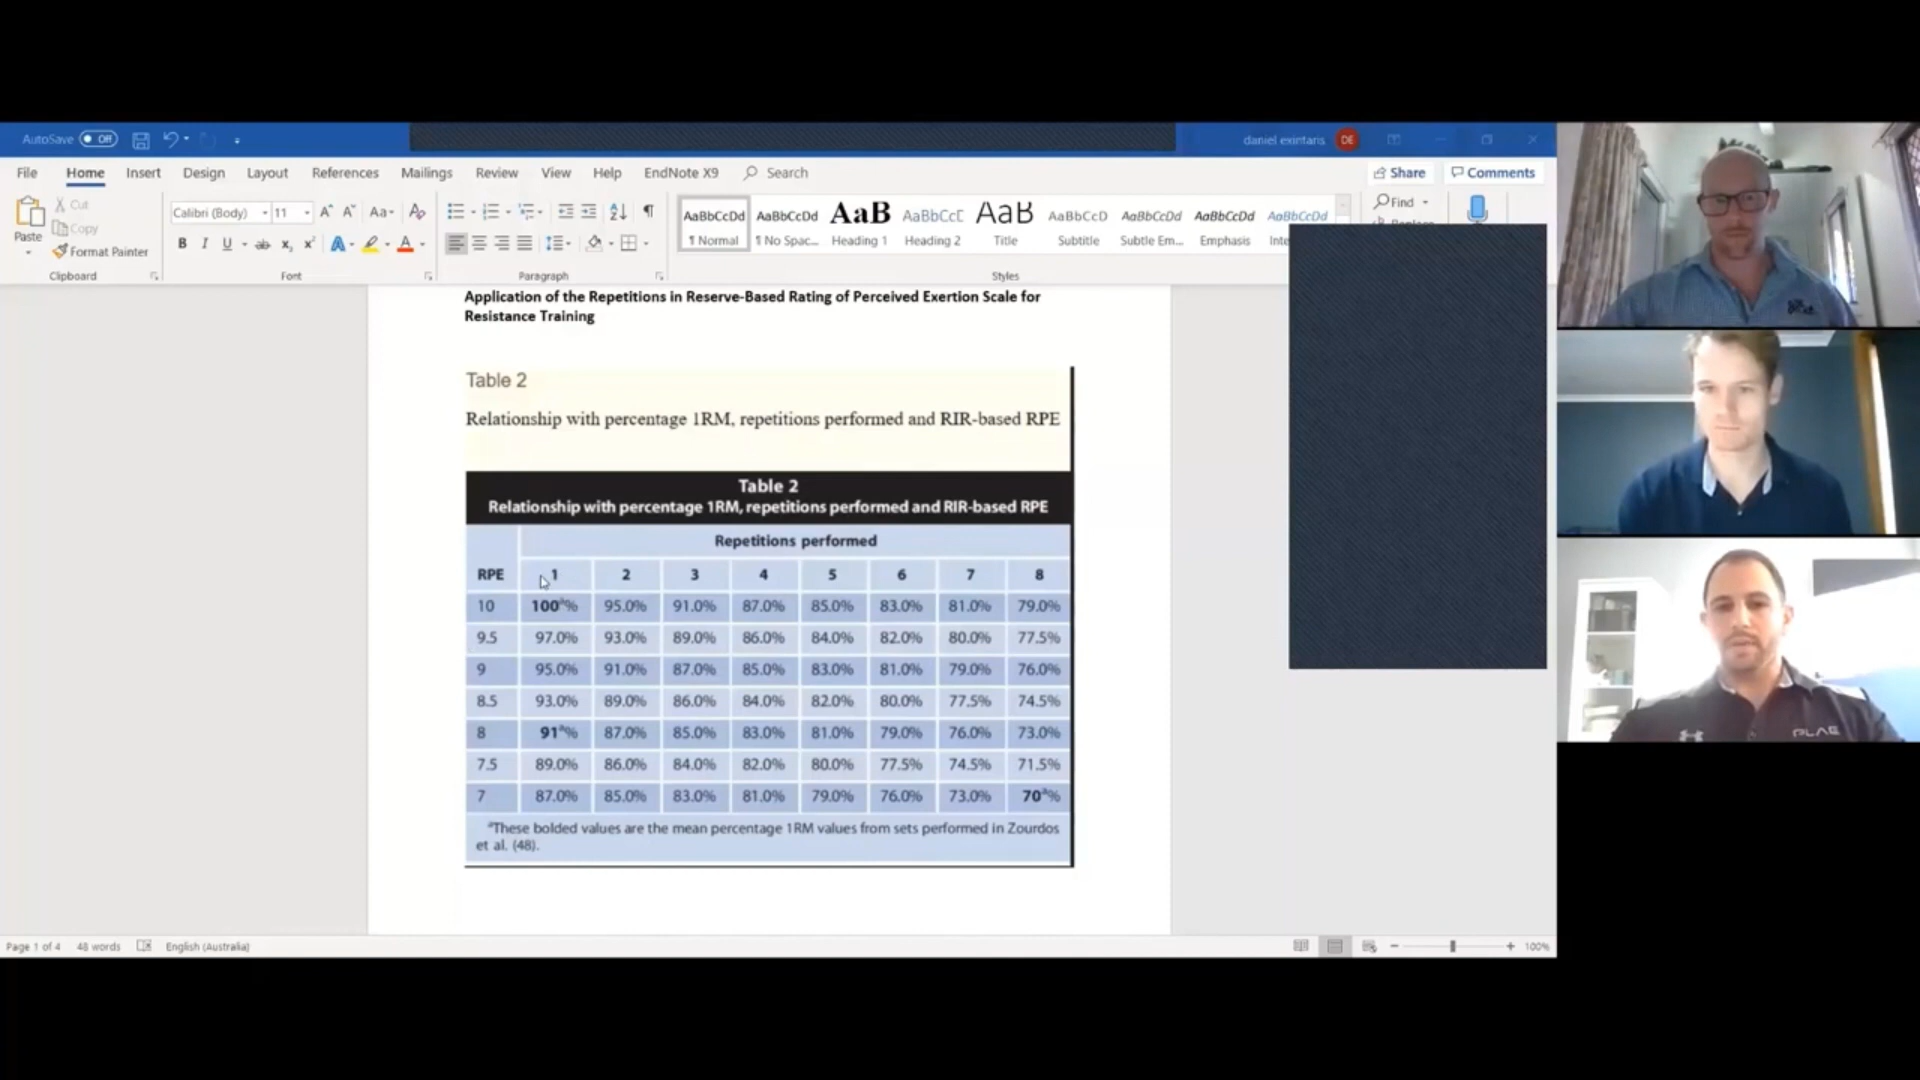 AutoSave Off
daniel exintaris DE
File Home Insert Design Layout References Mailings Review View Help EndNote X9 Search
Share Comments
Paste
Cut
Copy
Format Painter
Clipboard
Calibri (Body) 11
Font
Paragraph
AaBbCcDd AaBbCcDd AaB AaBbCcC AaB AaBbCcD AaBbCcDd AaBbCcDd AaBbCcDd
¶ Normal ¶ No Spac... Heading 1 Heading 2 Title Subtitle Subtle Em... Emphasis Inte
Styles
Find
Application of the Repetitions in Reserve-Based Rating of Perceived Exertion Scale for
Resistance Training
Table 2
Relationship with percentage 1RM, repetitions performed and RIR-based RPE
Table 2
Relationship with percentage 1RM, repetitions performed and RIR-based RPE
Repetitions performed
RPE 1 2 3 4 5 6 7 8
10 100ª% 95.0% 91.0% 87.0% 85.0% 83.0% 81.0% 79.0%
9.5 97.0% 93.0% 89.0% 86.0% 84.0% 82.0% 80.0% 77.5%
9 95.0% 91.0% 87.0% 85.0% 83.0% 81.0% 79.0% 76.0%
8.5 93.0% 89.0% 86.0% 84.0% 82.0% 80.0% 77.5% 74.5%
8 91ª% 87.0% 85.0% 83.0% 81.0% 79.0% 76.0% 73.0%
7.5 89.0% 86.0% 84.0% 82.0% 80.0% 77.5% 74.5% 71.5%
7 87.0% 85.0% 83.0% 81.0% 79.0% 76.0% 73.0% 70ª%
ªThese bolded values are the mean percentage 1RM values from sets performed in Zourdos
et al. (48).
PLAE
Page 1 of 4 48 words English (Australia)
100%